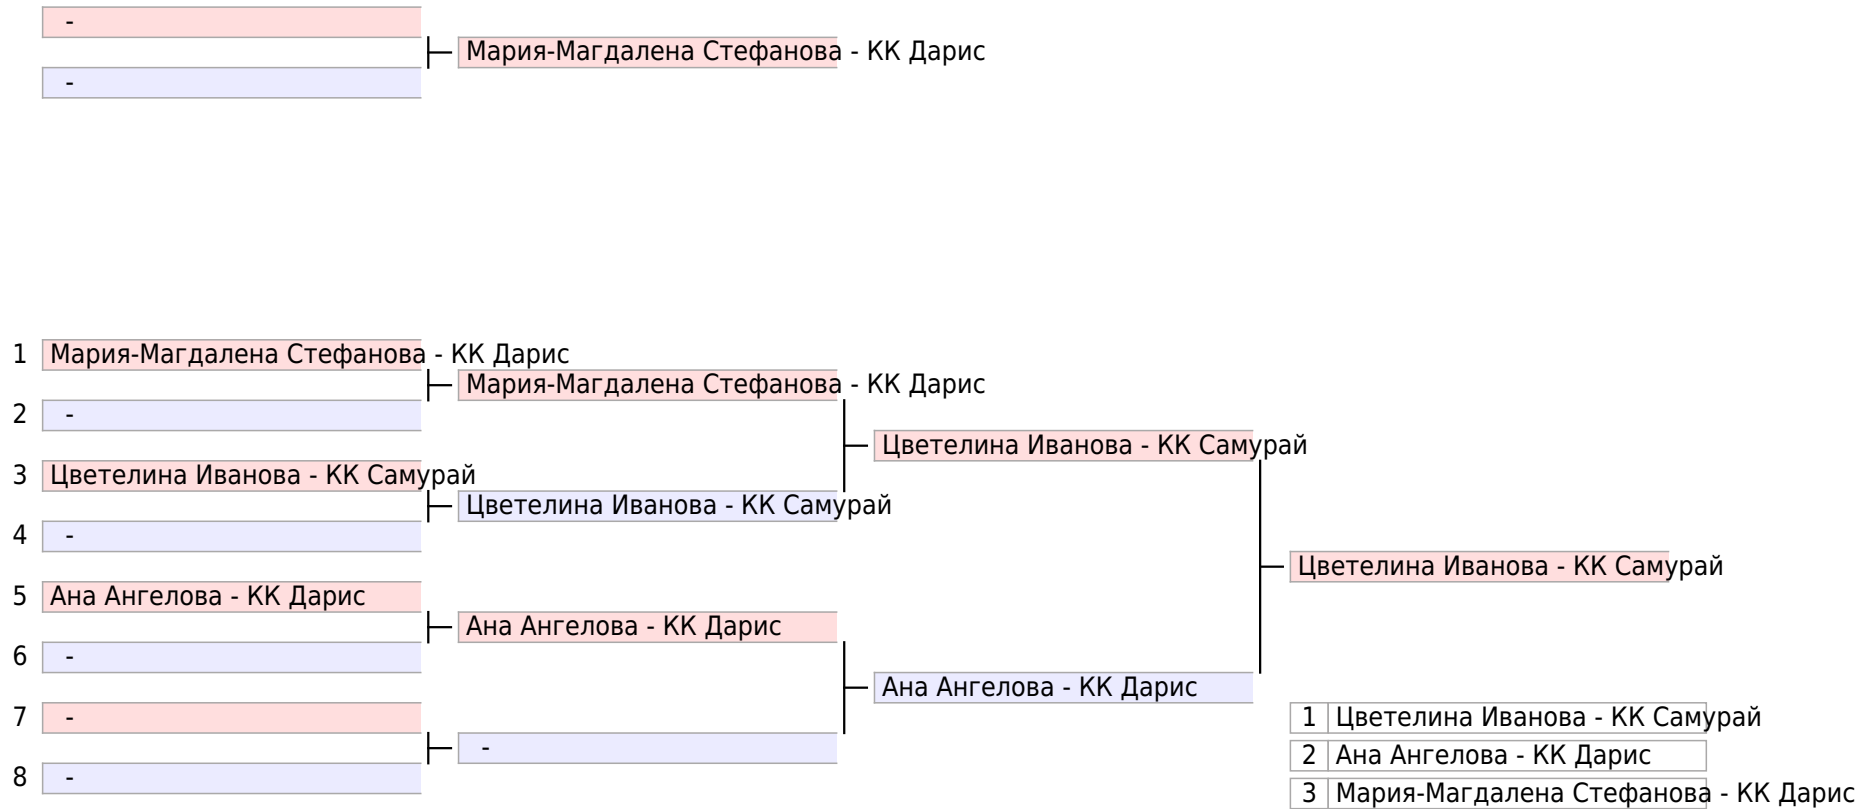 -
Мария-Магдалена Стефанова - КК Дарис
-
1 Мария-Магдалена Стефанова - КК Дарис
Мария-Магдалена Стефанова - КК Дарис
2 -
Цветелина Иванова - КК Самурай
3 Цветелина Иванова - КК Самурай
Цветелина Иванова - КК Самурай
4 -
Цветелина Иванова - КК Самурай
5 Ана Ангелова - КК Дарис
Ана Ангелова - КК Дарис
6 -
Ана Ангелова - КК Дарис
7 -
1 Цветелина Иванова - КК Самурай
-
2 Ана Ангелова - КК Дарис
8 -
3 Мария-Магдалена Стефанова - КК Дарис